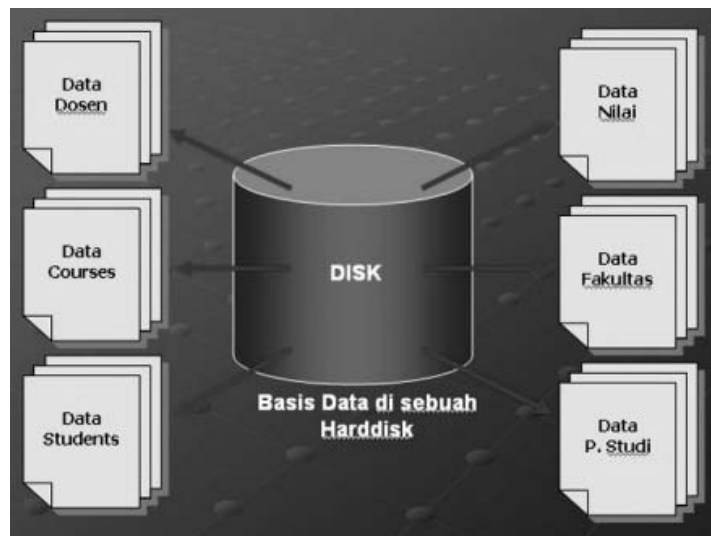 Data
Dosen
Data
Courses
Data
Students
DISK
Basis Data di sebuah
Harddisk
Data
Nilai
Data
Fakultas
Data
P. Studi